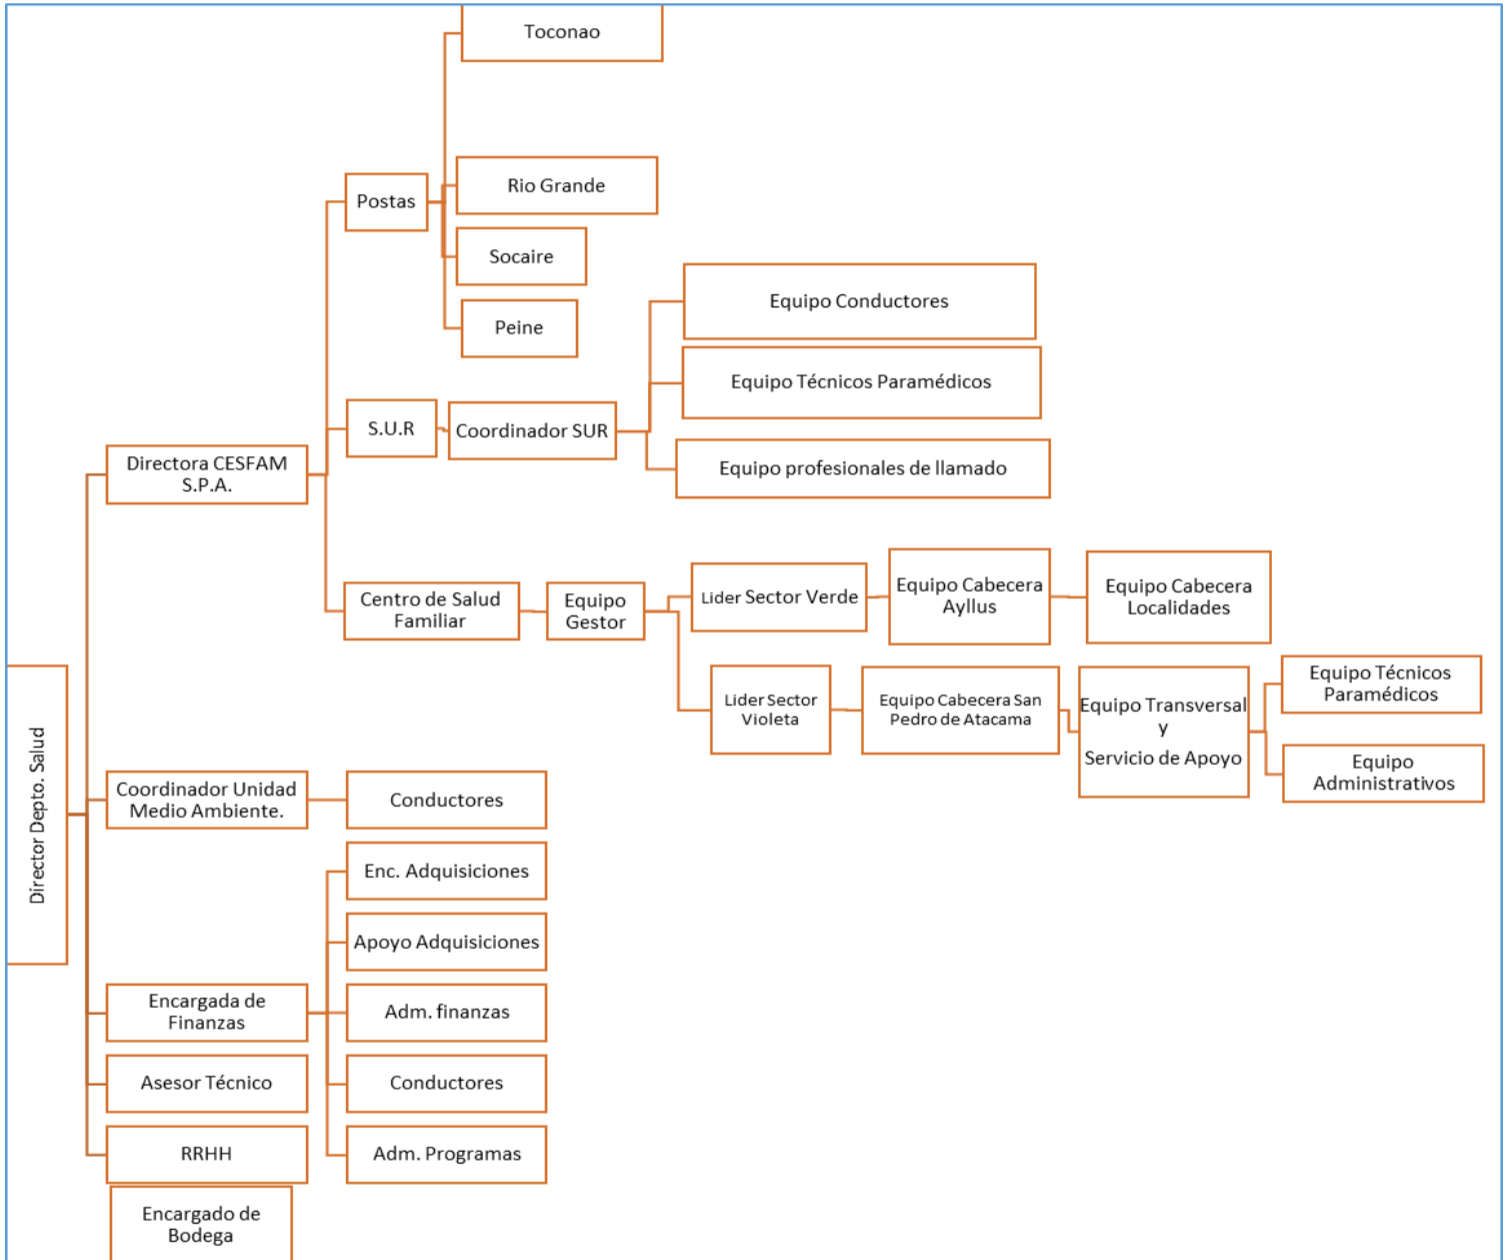 Toconao
Postas
Rio Grande
Socaire
Peine
Equipo Conductores
Equipo Técnicos Paramédicos
S.U.R
Coordinador SUR
Equipo profesionales de llamado
Directora CESFAM
S.P.A.
Centro de Salud
Familiar
Equipo
Gestor
Lider Sector Verde
Equipo Cabecera
Ayllus
Equipo Cabecera
Localidades
Lider Sector
Violeta
Equipo Cabecera San
Pedro de Atacama
Equipo Transversal
y
Servicio de Apoyo
Equipo Técnicos
Paramédicos
Equipo
Administrativos
Director Depto. Salud
Coordinador Unidad
Medio Ambiente.
Conductores
Enc. Adquisiciones
Apoyo Adquisiciones
Encargada de
Finanzas
Adm. finanzas
Asesor Técnico
Conductores
RRHH
Adm. Programas
Encargado de
Bodega